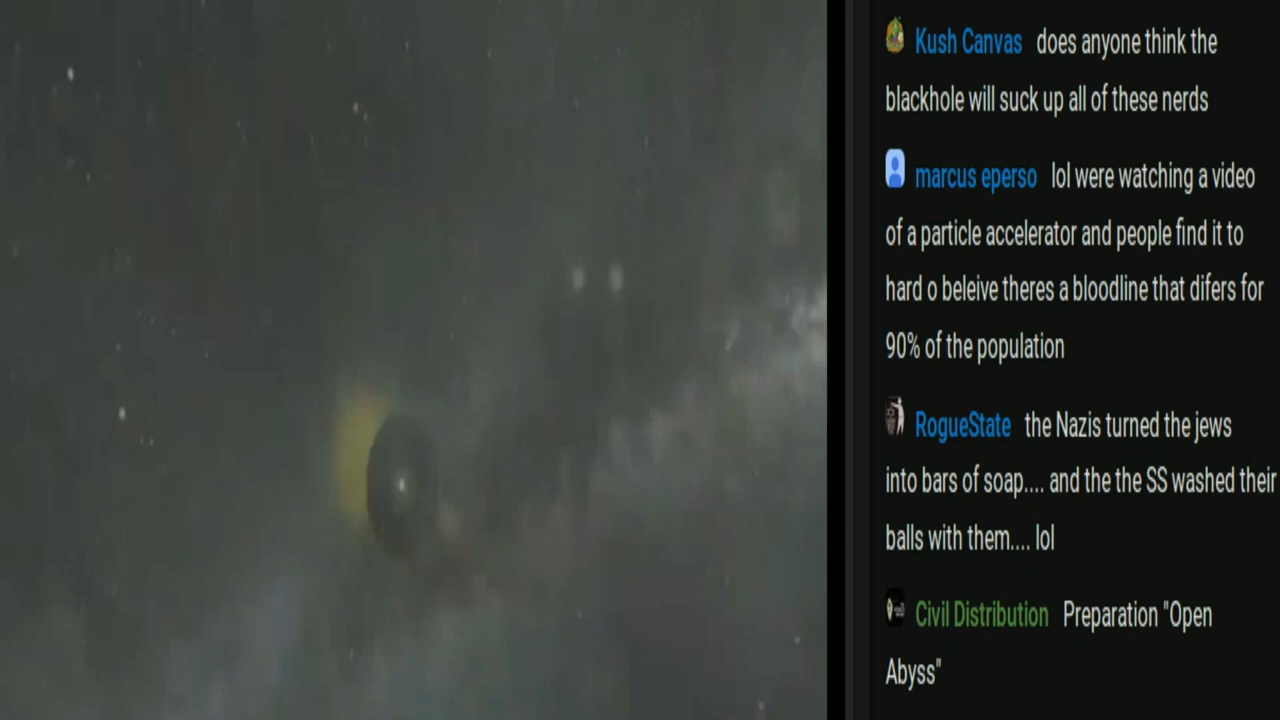 Kush Canvas does anyone think the
blackhole will suck up all of these nerds
marcus eperso lol were watching a video
of a particle accelerator and people find it to
hard o beleive theres a bloodline that difers for
90% of the population
RogueState the Nazis turned the jews
into bars of soap.... and the the SS washed their
balls with them.... lol
Civil Distribution Preparation "Open
Abyss"